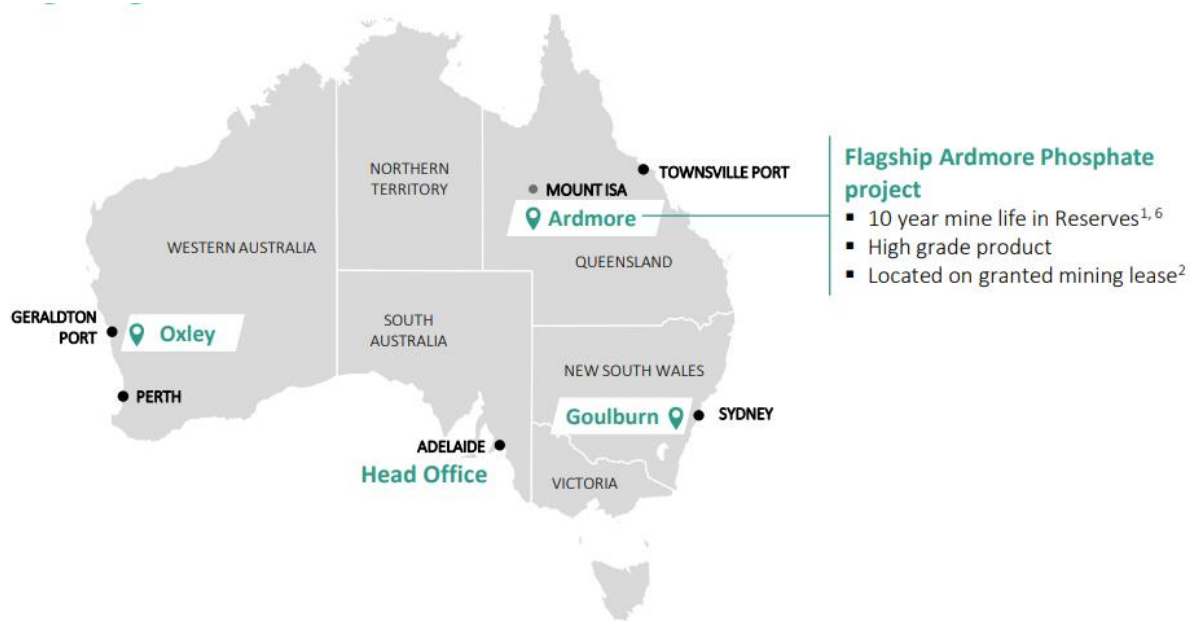 NORTHERN
TERRITORY
TOWNSVILLE PORT
MOUNT ISA
Ardmore
WESTERN AUSTRALIA
QUEENSLAND
Flagship Ardmore Phosphate
project
▪ 10 year mine life in Reserves1, 6
▪ High grade product
▪ Located on granted mining lease2
GERALDTON
PORT
Oxley
SOUTH
AUSTRALIA
NEW SOUTH WALES
PERTH
Goulburn
SYDNEY
ADELAIDE
Head Office
VICTORIA